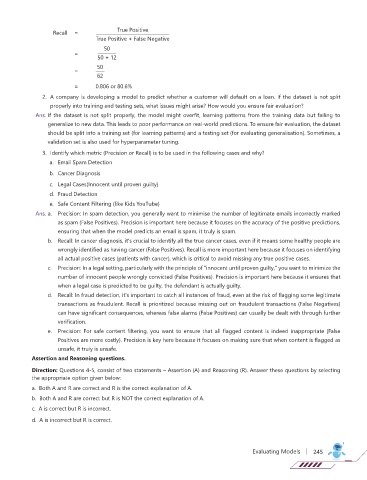 Recall = True Positive
True Positive + False Negative
= 50
50 + 12
= 50
62
= 0.806 or 80.6%
2. A company is developing a model to predict whether a customer will default on a loan. If the dataset is not split
properly into training and testing sets, what issues might arise? How would you ensure fair evaluation?
Ans. If the dataset is not split properly, the model might overfit, learning patterns from the training data but failing to
generalize to new data. This leads to poor performance on real-world predictions. To ensure fair evaluation, the dataset
should be split into a training set (for learning patterns) and a testing set (for evaluating generalisation). Sometimes, a
validation set is also used for hyperparameter tuning.
3. Identify which metric (Precision or Recall) is to be used in the following cases and why?
a. Email Spam Detection
b. Cancer Diagnosis
c. Legal Cases(Innocent until proven guilty)
d. Fraud Detection
e. Safe Content Filtering (like Kids YouTube)
Ans. a. Precision: In spam detection, you generally want to minimise the number of legitimate emails incorrectly marked
as spam (False Positives). Precision is important here because it focuses on the accuracy of the positive predictions,
ensuring that when the model predicts an email is spam, it truly is spam.
b. Recall: In cancer diagnosis, it's crucial to identify all the true cancer cases, even if it means some healthy people are
wrongly identified as having cancer (False Positives). Recall is more important here because it focuses on identifying
all actual positive cases (patients with cancer), which is critical to avoid missing any true positive cases.
c. Precision: In a legal setting, particularly with the principle of "innocent until proven guilty," you want to minimize the
number of innocent people wrongly convicted (False Positives). Precision is important here because it ensures that
when a legal case is predicted to be guilty, the defendant is actually guilty.
d. Recall: In fraud detection, it's important to catch all instances of fraud, even at the risk of flagging some legitimate
transactions as fraudulent. Recall is prioritized because missing out on fraudulent transactions (False Negatives)
can have significant consequences, whereas false alarms (False Positives) can usually be dealt with through further
verification.
e. Precision: For safe content filtering, you want to ensure that all flagged content is indeed inappropriate (False
Positives are more costly). Precision is key here because it focuses on making sure that when content is flagged as
unsafe, it truly is unsafe.
Assertion and Reasoning questions.
Direction: Questions 4-5, consist of two statements – Assertion (A) and Reasoning (R). Answer these questions by selecting
the appropriate option given below:
a. Both A and R are correct and R is the correct explanation of A.
b. Both A and R are correct but R is NOT the correct explanation of A.
c. A is correct but R is incorrect.
d. A is incorrect but R is correct.
Evaluating Models | 245